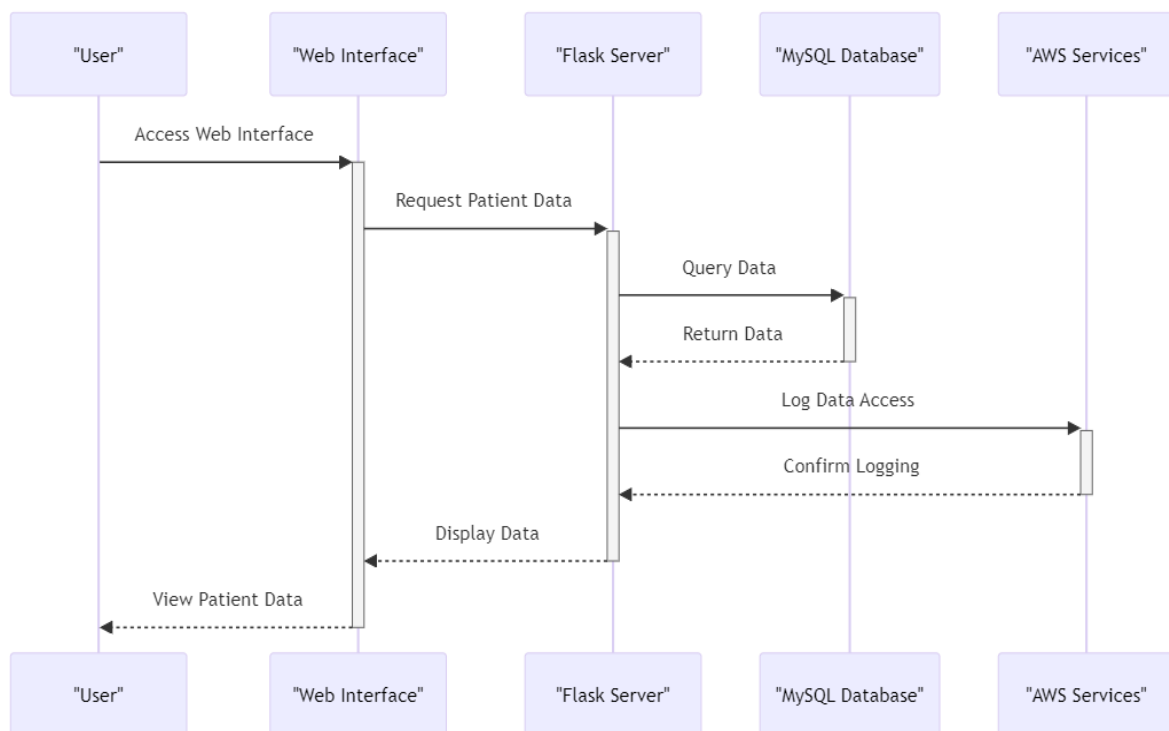 "User"
"Web Interface"
"Flask Server"
"MySQL Database"
"AWS Services"
Access Web Interface
Request Patient Data
Query Data
Return Data
Log Data Access
Confirm Logging
Display Data
View Patient Data
"User"
"Web Interface"
"Flask Server"
"MySQL Database"
"AWS Services"